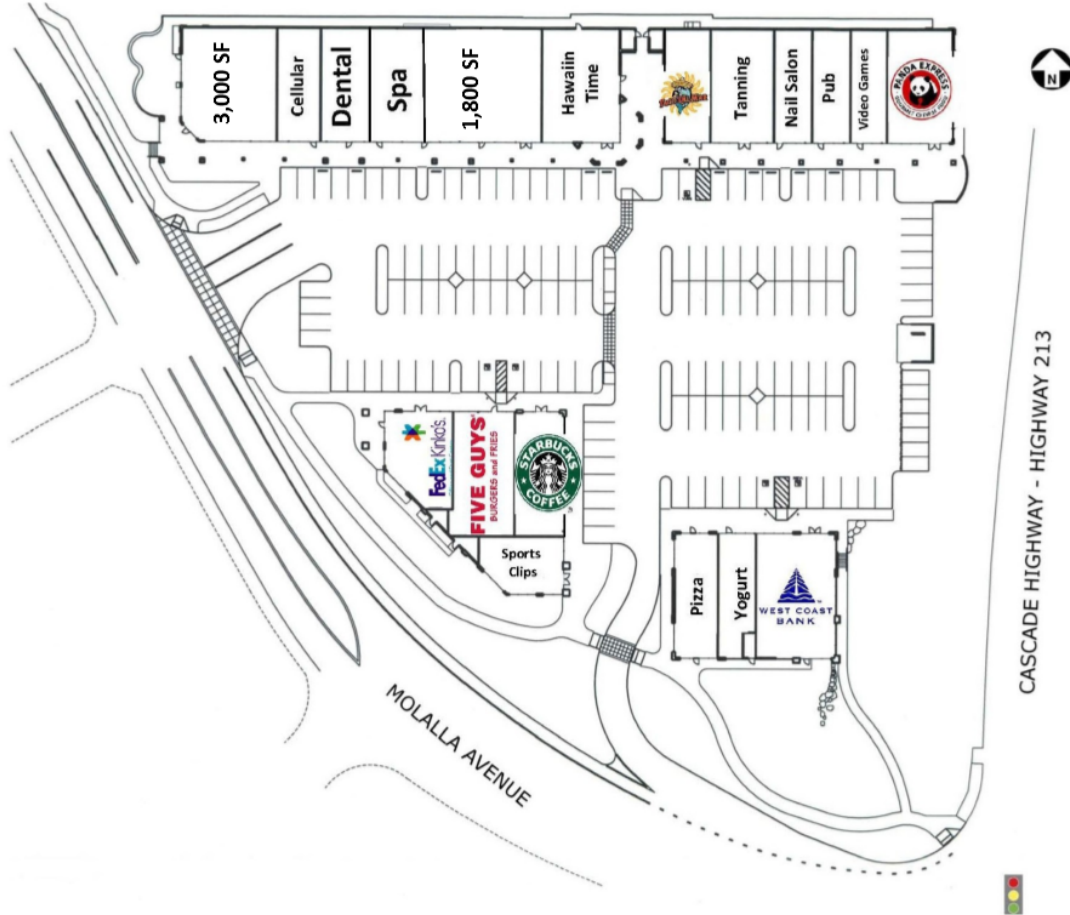 3,000 SF
Cellular
Dental
Spa
1,800 SF
Hawaiin
Time
Tanning
Nail Salon
Pub
Video Games
PANDA EXPRESS
N
FedEx Kinko's.
FIVE GUYS
BURGERS and FRIES
STARBUCKS
COFFEE
Sports
Clips
Pizza
Yogurt
WEST COAST
BANK
MOLALLA AVENUE
CASCADE HIGHWAY - HIGHWAY 213